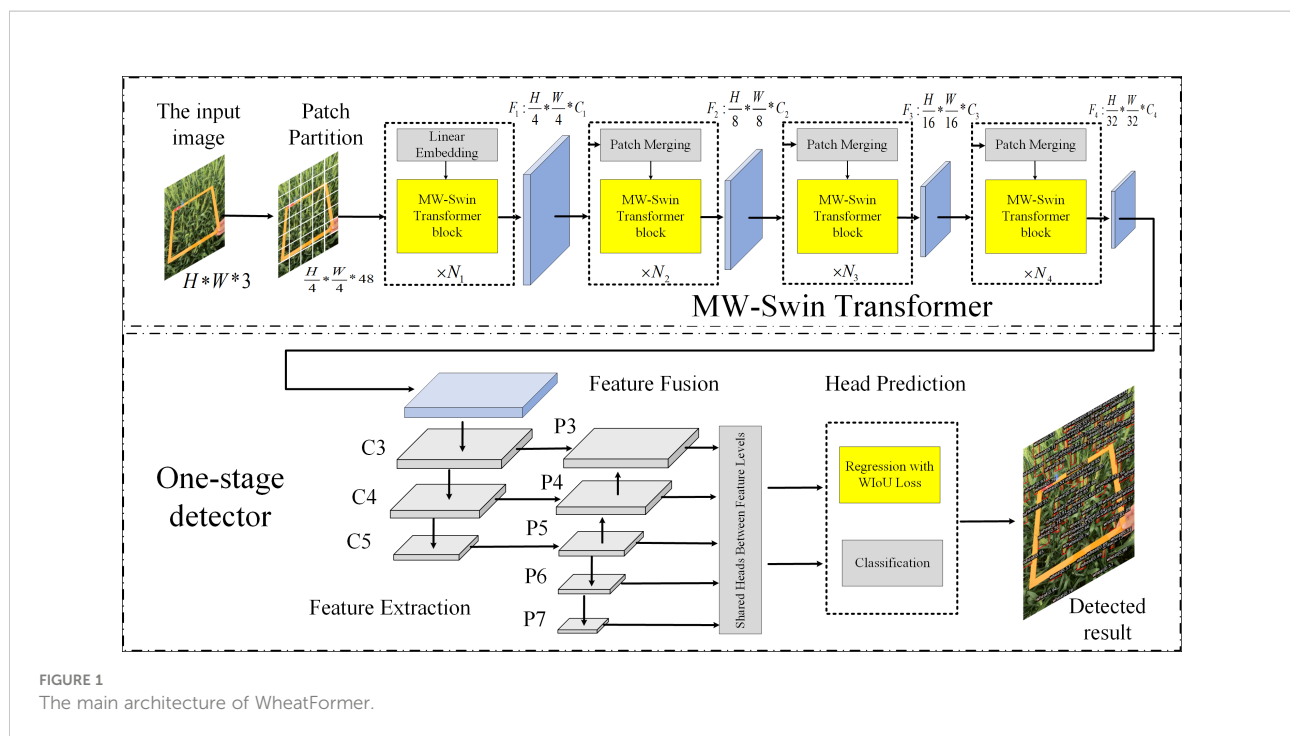 The input
image
H*W*3
Patch
Partition
H/4*W/4*48
Linear
Embedding
MW-Swin
Transformer
block
×N₁
F₁:H/4*W/4*C₁
Patch Merging
MW-Swin
Transformer
block
×N₂
F₂:H/8*W/8*C₂
Patch Merging
MW-Swin
Transformer
block
×N₃
F₃:H/16*W/16*C₃
Patch Merging
MW-Swin
Transformer
block
×N₄
F₄:H/32*W/32*C₄
MW-Swin Transformer
One-stage
detector
Feature Fusion
Head Prediction
C3
C4
C5
Feature Extraction
P3
P4
P5
P6
P7
Shared Heads Between Feature Levels
Regression with
WIoU Loss
Classification
Detected
result
FIGURE 1
The main architecture of WheatFormer.